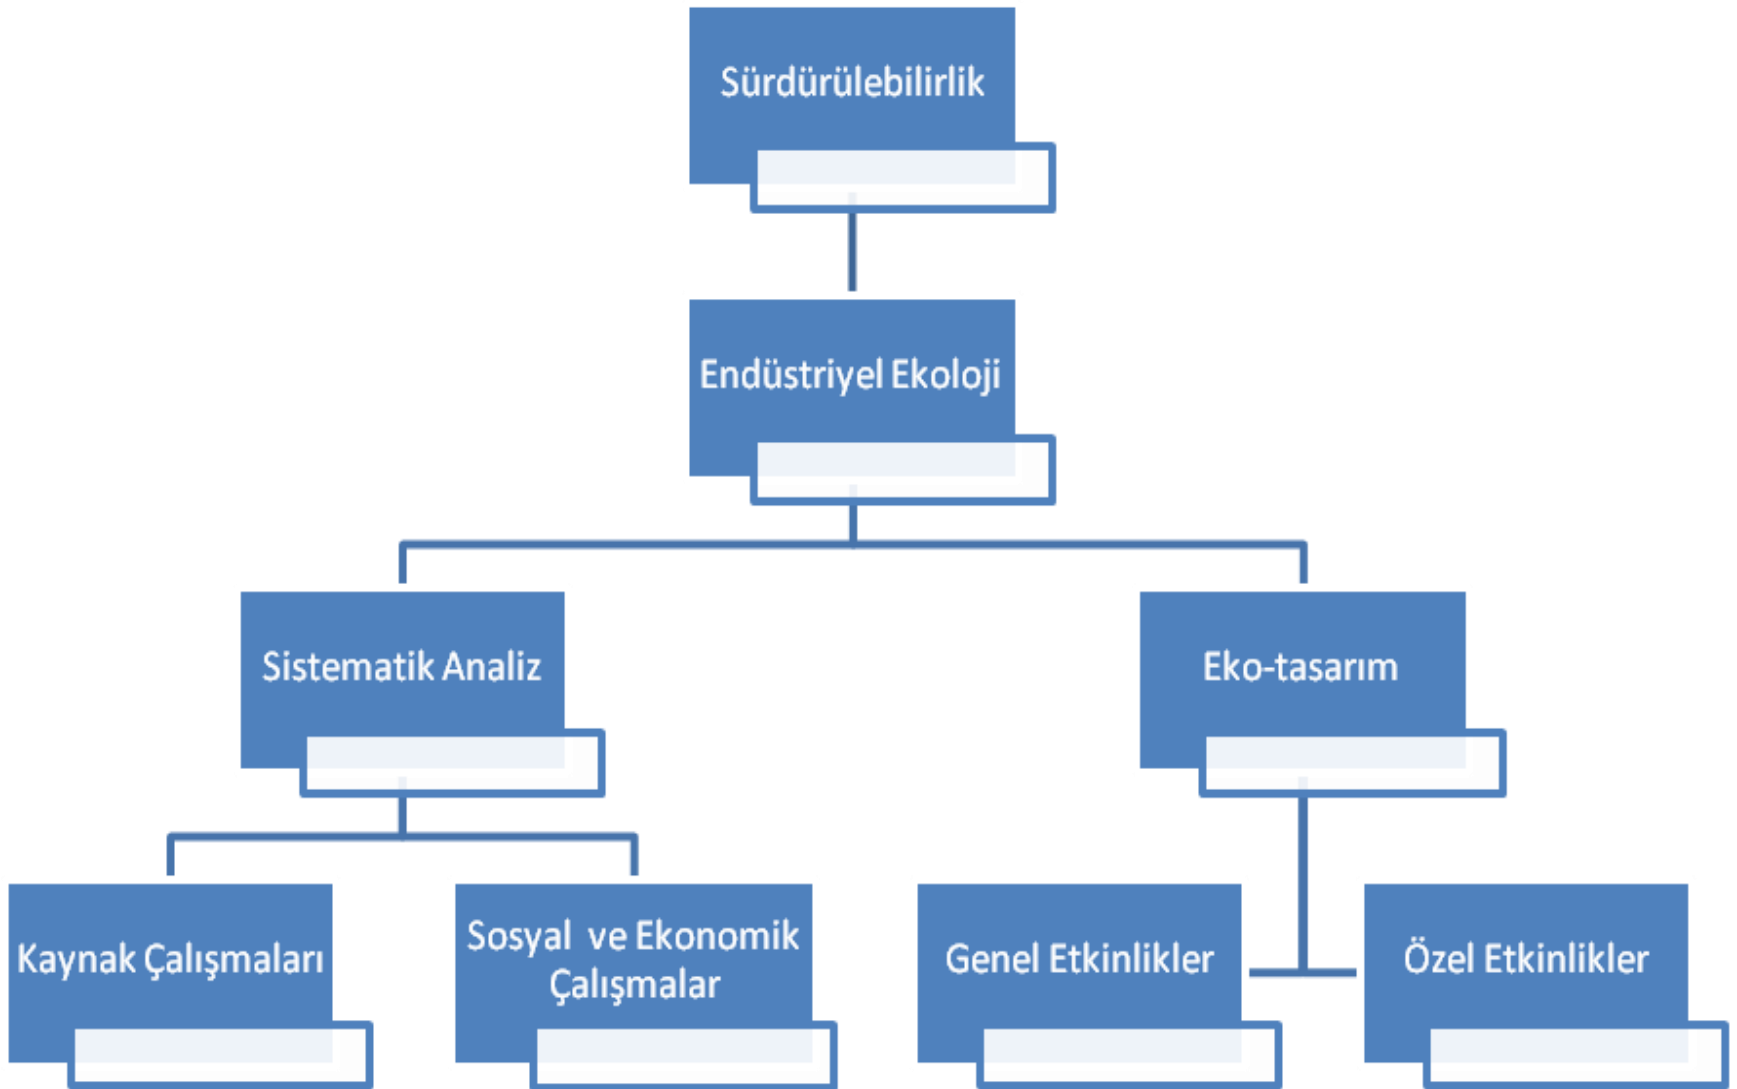 Sürdürülebilirlik
Endüstriyel Ekoloji
Sistematik Analiz
Eko-tasarım
Kaynak Çalışmaları
Sosyal ve Ekonomik
Çalışmalar
Genel Etkinlikler
Özel Etkinlikler